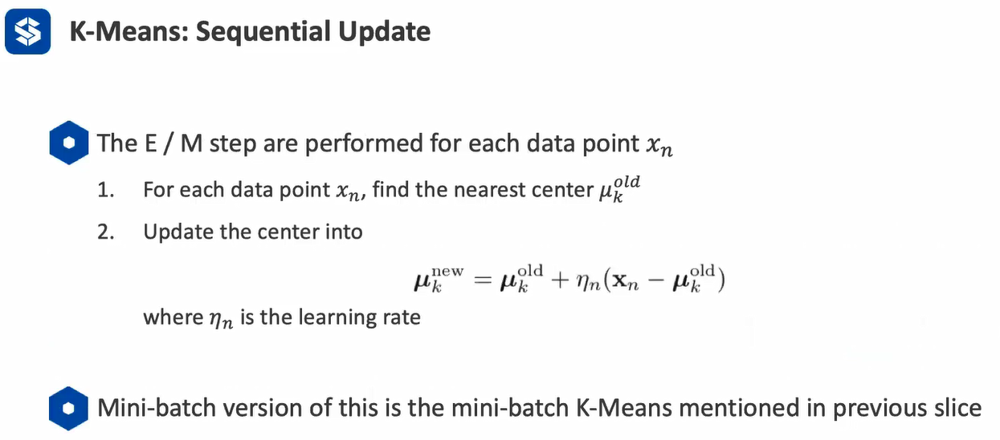 K-Means: Sequential Update
The E / M step are performed for each data point $x_n$
1. For each data point $x_n$, find the nearest center $\mu_k^{old}$
2. Update the center into
$\boldsymbol{\mu}_k^{\text{new}} = \boldsymbol{\mu}_k^{\text{old}} + \eta_n(\mathbf{x}_n - \boldsymbol{\mu}_k^{\text{old}})$
where $\eta_n$ is the learning rate
Mini-batch version of this is the mini-batch K-Means mentioned in previous slice